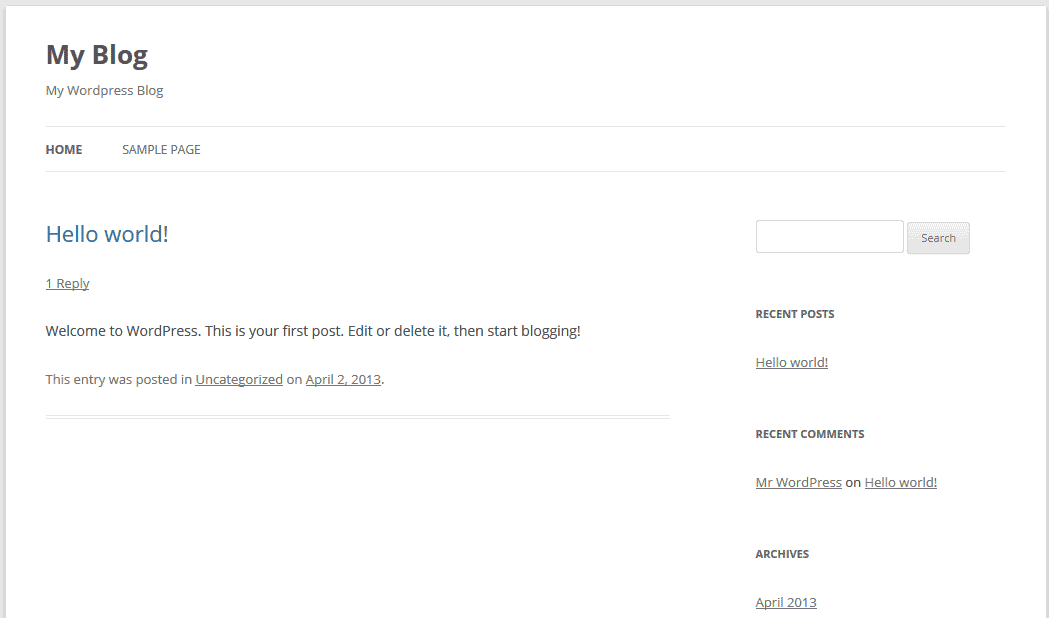 My Blog
My Wordpress Blog
HOME SAMPLE PAGE
Hello world!
1 Reply
Welcome to WordPress. This is your first post. Edit or delete it, then start blogging!
This entry was posted in Uncategorized on April 2, 2013.
Search
RECENT POSTS
Hello world!
RECENT COMMENTS
Mr WordPress on Hello world!
ARCHIVES
April 2013